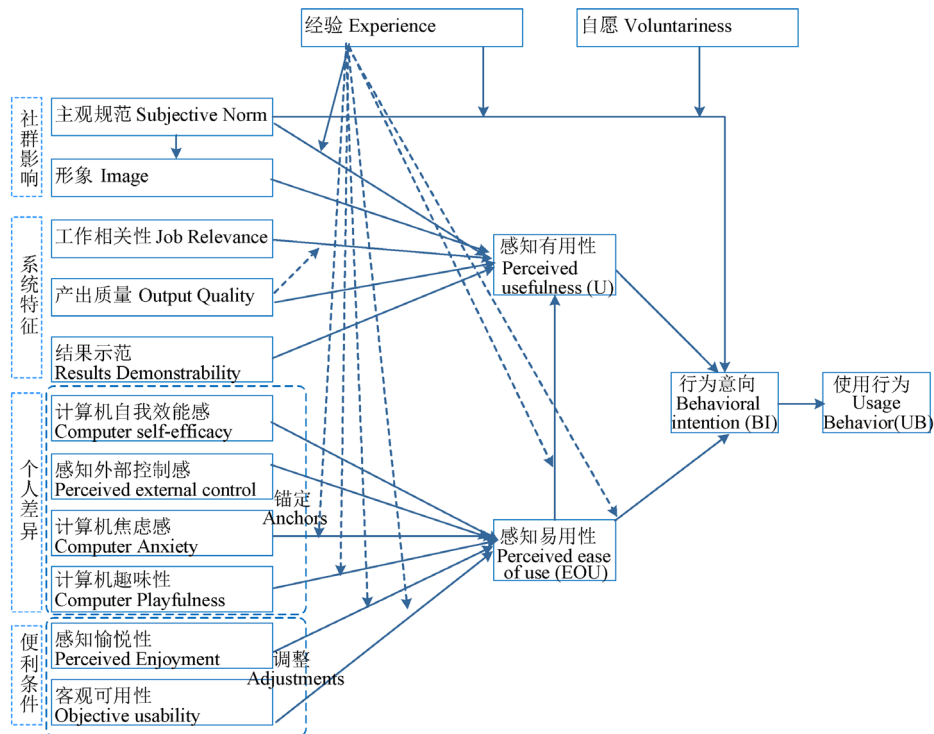 经验 Experience
自愿 Voluntariness
社群影响
主观规范 Subjective Norm
形象 Image
系统特征
工作相关性 Job Relevance
产出质量 Output Quality
结果示范
Results Demonstrability
感知有用性
Perceived
usefulness (U)
行为意向
Behavioral
intention (BI)
使用行为
Usage
Behavior(UB)
个人差异
计算机自我效能感
Computer self-efficacy
感知外部控制感
Perceived external control
锚定
Anchors
计算机焦虑感
Computer Anxiety
计算机趣味性
Computer Playfulness
感知易用性
Perceived ease
of use (EOU)
便利条件
感知愉悦性
Perceived Enjoyment
调整
Adjustments
客观可用性
Objective usability